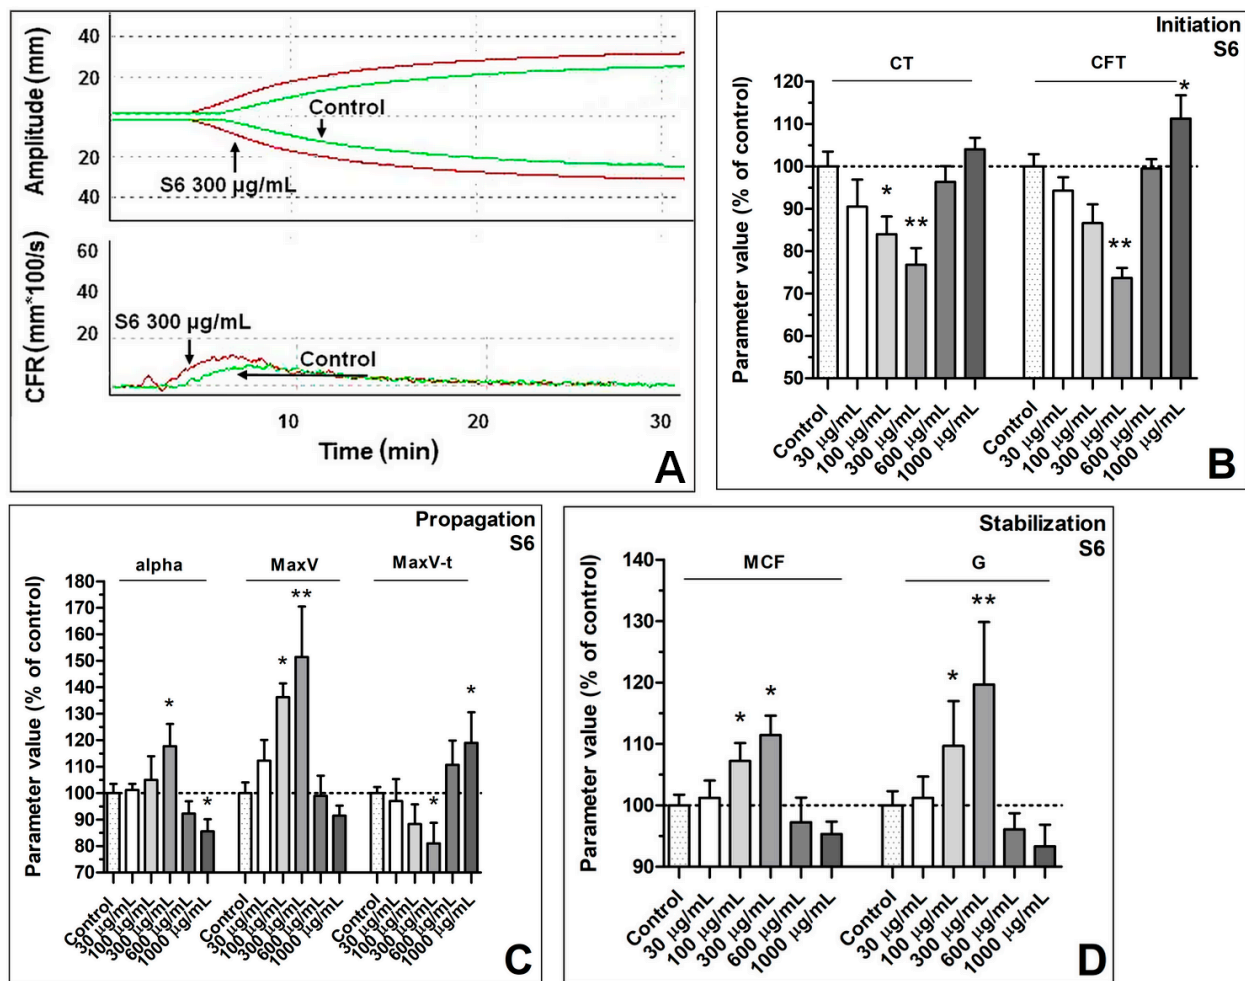 40
20
20
40
Amplitude (mm)
Control
S6 300 µg/mL
A
60
40
20
CFR (mm*100/s)
S6 300 µg/mL
Control
10
20
30
Time (min)
Initiation
S6
CT
CFT
120
110
100
90
80
70
60
50
Parameter value (% of control)
*
**
**
*
Control
30 µg/mL
100 µg/mL
300 µg/mL
600 µg/mL
1000 µg/mL
Control
30 µg/mL
100 µg/mL
300 µg/mL
600 µg/mL
1000 µg/mL
B
Propagation
S6
alpha
MaxV
MaxV-t
180
170
160
150
140
130
120
110
100
90
80
70
Parameter value (% of control)
*
*
*
**
*
*
Control
30 µg/mL
100 µg/mL
300 µg/mL
600 µg/mL
1000 µg/mL
Control
30 µg/mL
100 µg/mL
300 µg/mL
600 µg/mL
1000 µg/mL
Control
30 µg/mL
100 µg/mL
300 µg/mL
600 µg/mL
1000 µg/mL
C
Stabilization
S6
MCF
G
140
130
120
110
100
90
Parameter value (% of control)
*
*
*
**
Control
30 µg/mL
100 µg/mL
300 µg/mL
600 µg/mL
1000 µg/mL
Control
30 µg/mL
100 µg/mL
300 µg/mL
600 µg/mL
1000 µg/mL
D